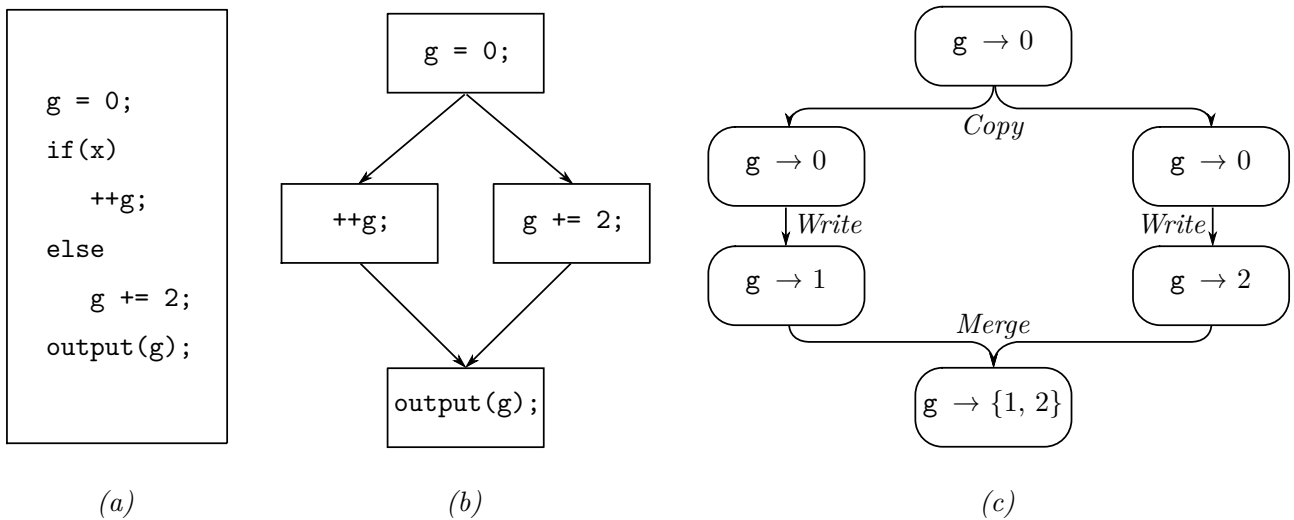 g = 0;
if(x)
++g;
else
g += 2;
output(g);
(a)
g = 0;
++g;
g += 2;
output(g);
(b)
g → 0
Copy
g → 0
g → 0
Write
Write
g → 1
g → 2
Merge
g → {1, 2}
(c)